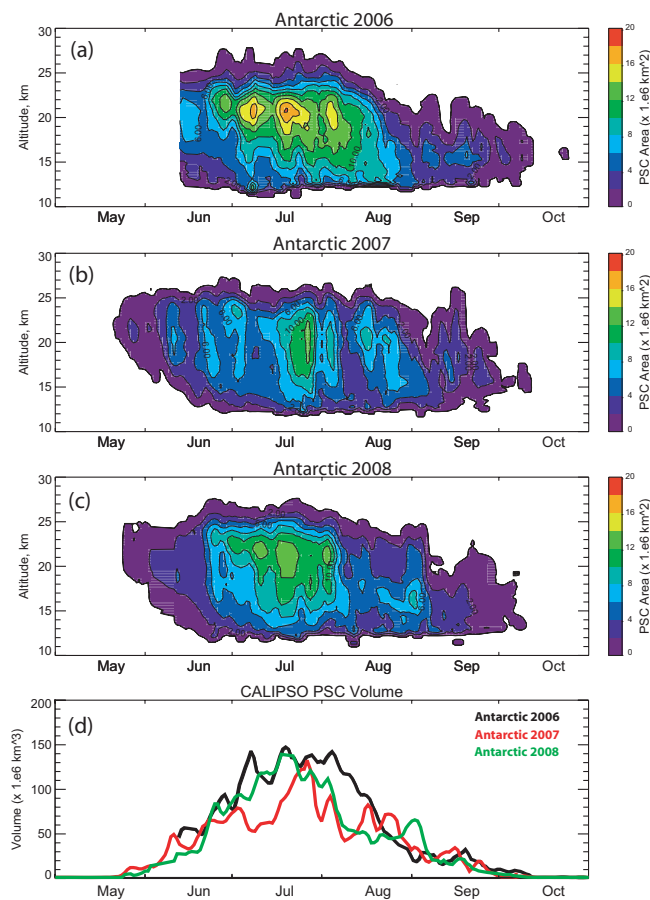 Antarctic 2006
(a)
30
25
20
15
10
Altitude, km
May Jun Jul Aug Sep Oct
20
16
12
8
4
0
PSC Area (x 1.e6 km^2)
Antarctic 2007
(b)
30
25
20
15
10
Altitude, km
May Jun Jul Aug Sep Oct
20
16
12
8
4
0
PSC Area (x 1.e6 km^2)
Antarctic 2008
(c)
30
25
20
15
10
Altitude, km
May Jun Jul Aug Sep Oct
20
16
12
8
4
0
PSC Area (x 1.e6 km^2)
CALIPSO PSC Volume
(d)
200
150
100
50
0
Volume (x 1.e6 km^3)
Antarctic 2006
Antarctic 2007
Antarctic 2008
May Jun Jul Aug Sep Oct